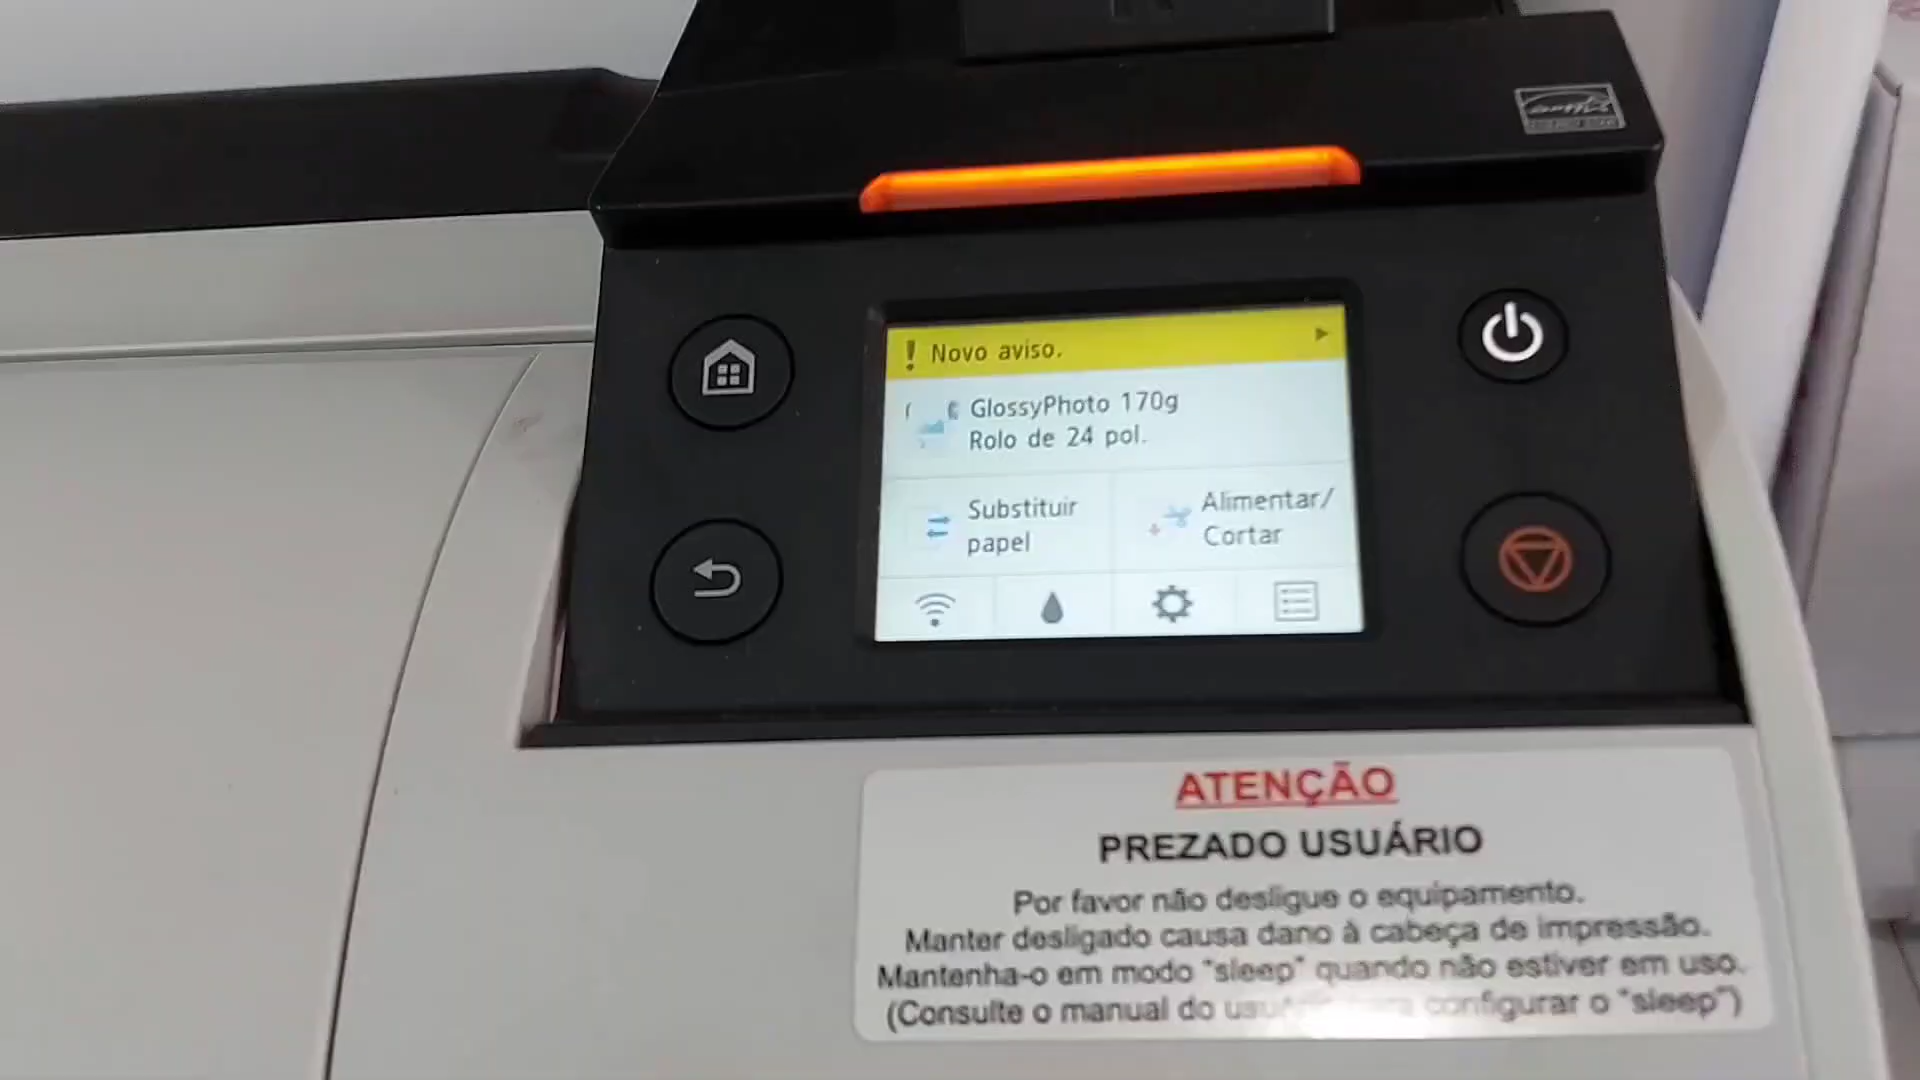 ! Novo aviso.
GlossyPhoto 170g
Rolo de 24 pol.
Substituir
papel
Alimentar/
Cortar
ATENÇÃO
PREZADO USUÁRIO
Por favor não desligue o equipamento.
Manter desligado causa dano à cabeça de impressão.
Mantenha-o em modo "sleep" quando não estiver em uso.
(Consulte o manual do configurar o "sleep")